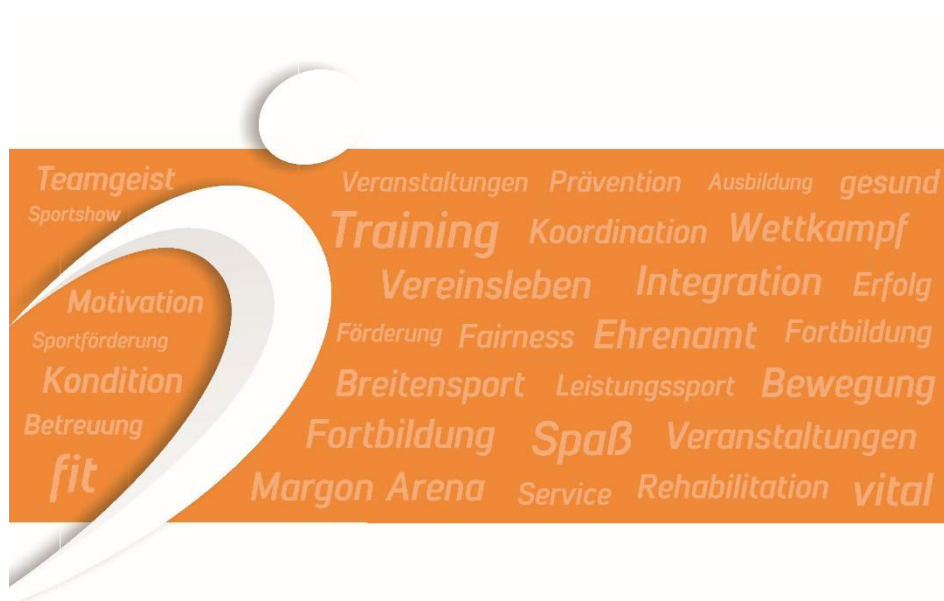 Teamgeist Veranstaltungen Prävention Ausbildung gesund
Sportshow Training Koordination Wettkampf
Vereinsleben Integration Erfolg
Motivation
Sportförderung Förderung Fairness Ehrenamt Fortbildung
Kondition Breitensport Leistungssport Bewegung
Betreuung Fortbildung Spaß Veranstaltungen
fit Margon Arena Service Rehabilitation vital